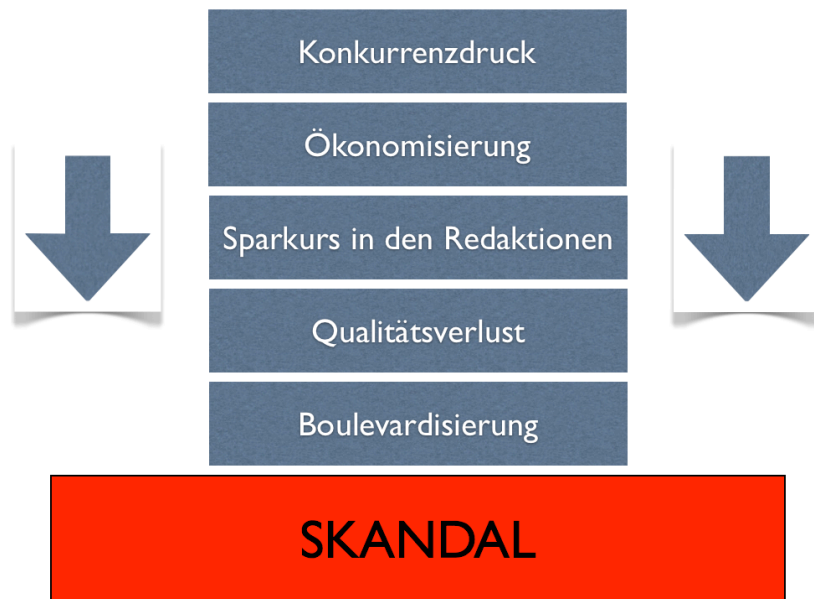 Konkurrenzdruck
Ökonomisierung
Sparkurs in den Redaktionen
Qualitätsverlust
Boulevardisierung
SKANDAL